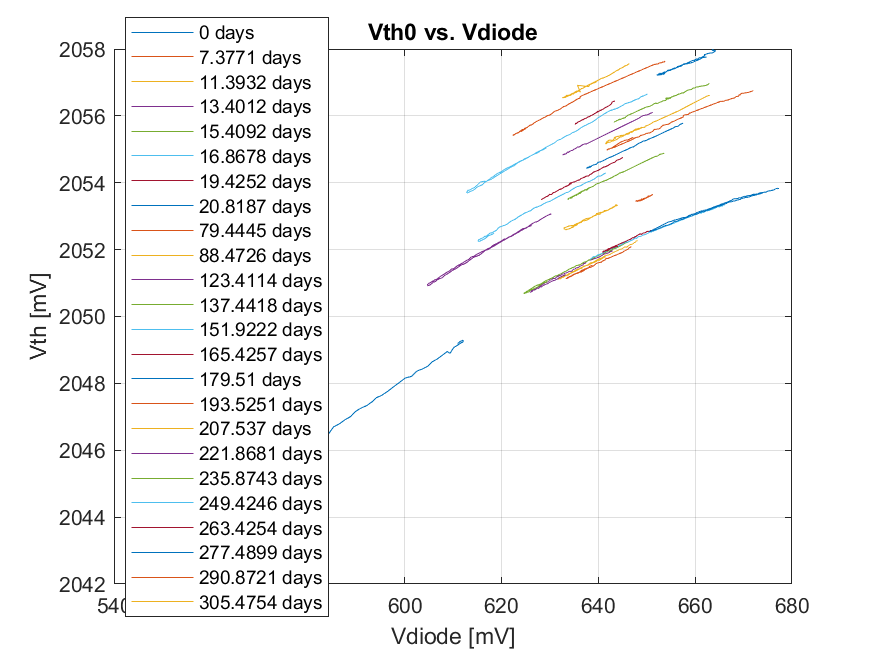 Vth0 vs. Vdiode
0 days
7.3771 days
11.3932 days
13.4012 days
15.4092 days
16.8678 days
19.4252 days
20.8187 days
79.4445 days
88.4726 days
123.4114 days
137.4418 days
151.9222 days
165.4257 days
179.51 days
193.5251 days
207.537 days
221.8681 days
235.8743 days
249.4246 days
263.4254 days
277.4899 days
290.8721 days
305.4754 days
2058
2056
2054
2052
2050
2048
2046
2044
2042
Vth [mV]
540 600 620 640 660 680
Vdiode [mV]